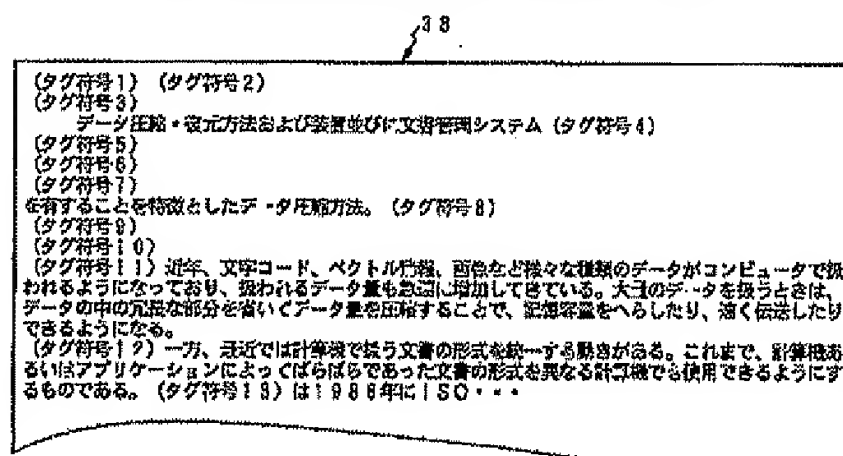 38
(タグ符号1) (タグ符号2)
(タグ符号3)
データ圧縮・復元方法および装置並びに文書管理システム (タグ符号4)
(タグ符号5)
(タグ符号6)
(タグ符号7)
を有することを特徴としたデータ圧縮方法。 (タグ符号8)
(タグ符号9)
(タグ符号10)
(タグ符号11) 近年、文字コード、ベクトル情報、画像など様々な種類のデータがコンピュータで扱
われるようになっており、扱われるデータ量も急速に増加してきている。大量のデータを扱うときは、
データの中の冗長な部分を省いてデータ量を圧縮することで、記憶容量をへらしたり、速く伝送したり
できるようになる。
(タグ符号12) 一方、最近では計算機で扱う文書の形式を統一する動きがある。これまで、計算機あ
るいはアプリケーションによってばらばらであった文書の形式を異なる計算機でも使用できるようにす
るものである。 (タグ符号13) は1986年にISO・・・